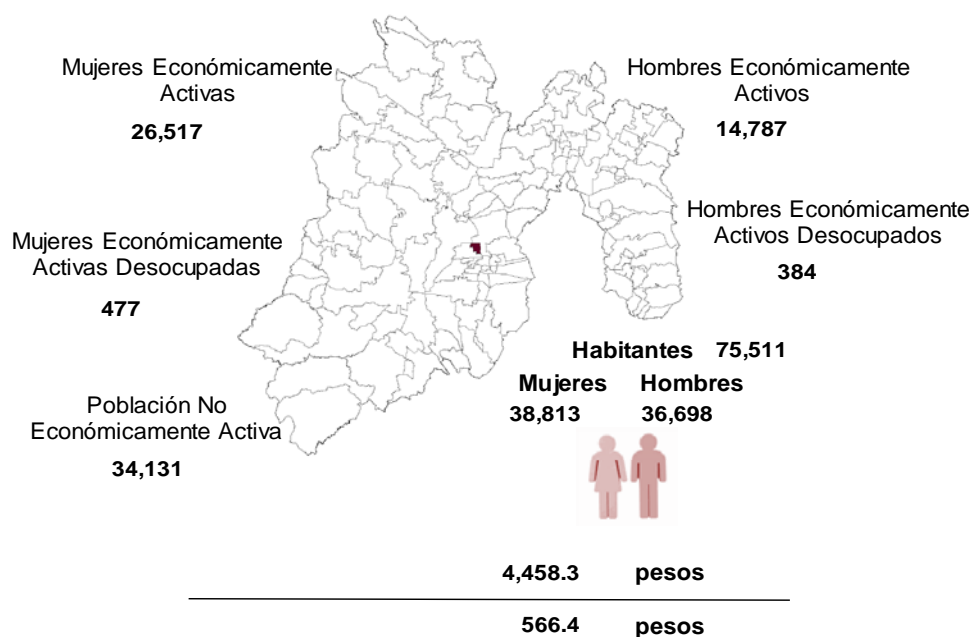 Mujeres Económicamente
Activas
26,517
Hombres Económicamente
Activos
14,787
Mujeres Económicamente
Activas Desocupadas
477
Hombres Económicamente
Activos Desocupados
384
Habitantes 75,511
Mujeres Hombres
38,813 36,698
Población No
Económicamente Activa
34,131
4,458.3 pesos
566.4 pesos